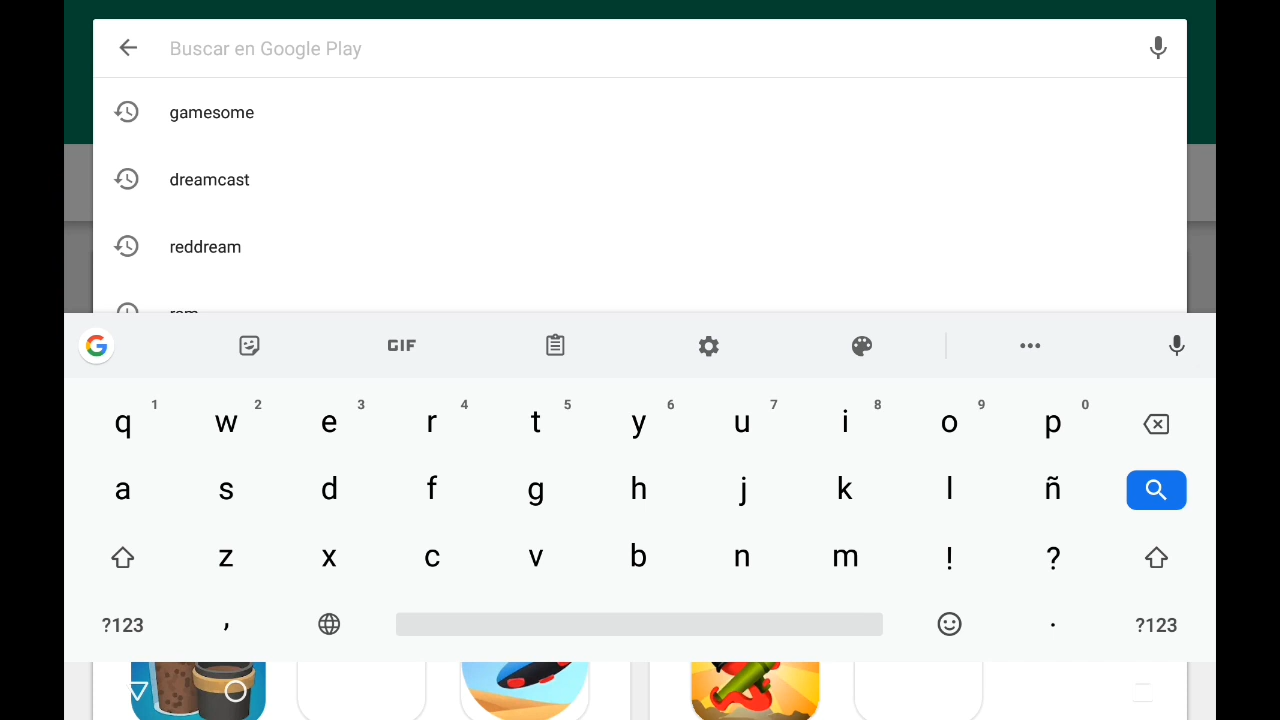 Buscar en Google Play
gamesome
dreamcast
reddream
GIF
q 1 w 2 e 3 r 4 t 5 y 6 u 7 i 8 o 9 p 0
a s d f g h j k l ñ
z x c v b n m ! ?
?123 , . ?123